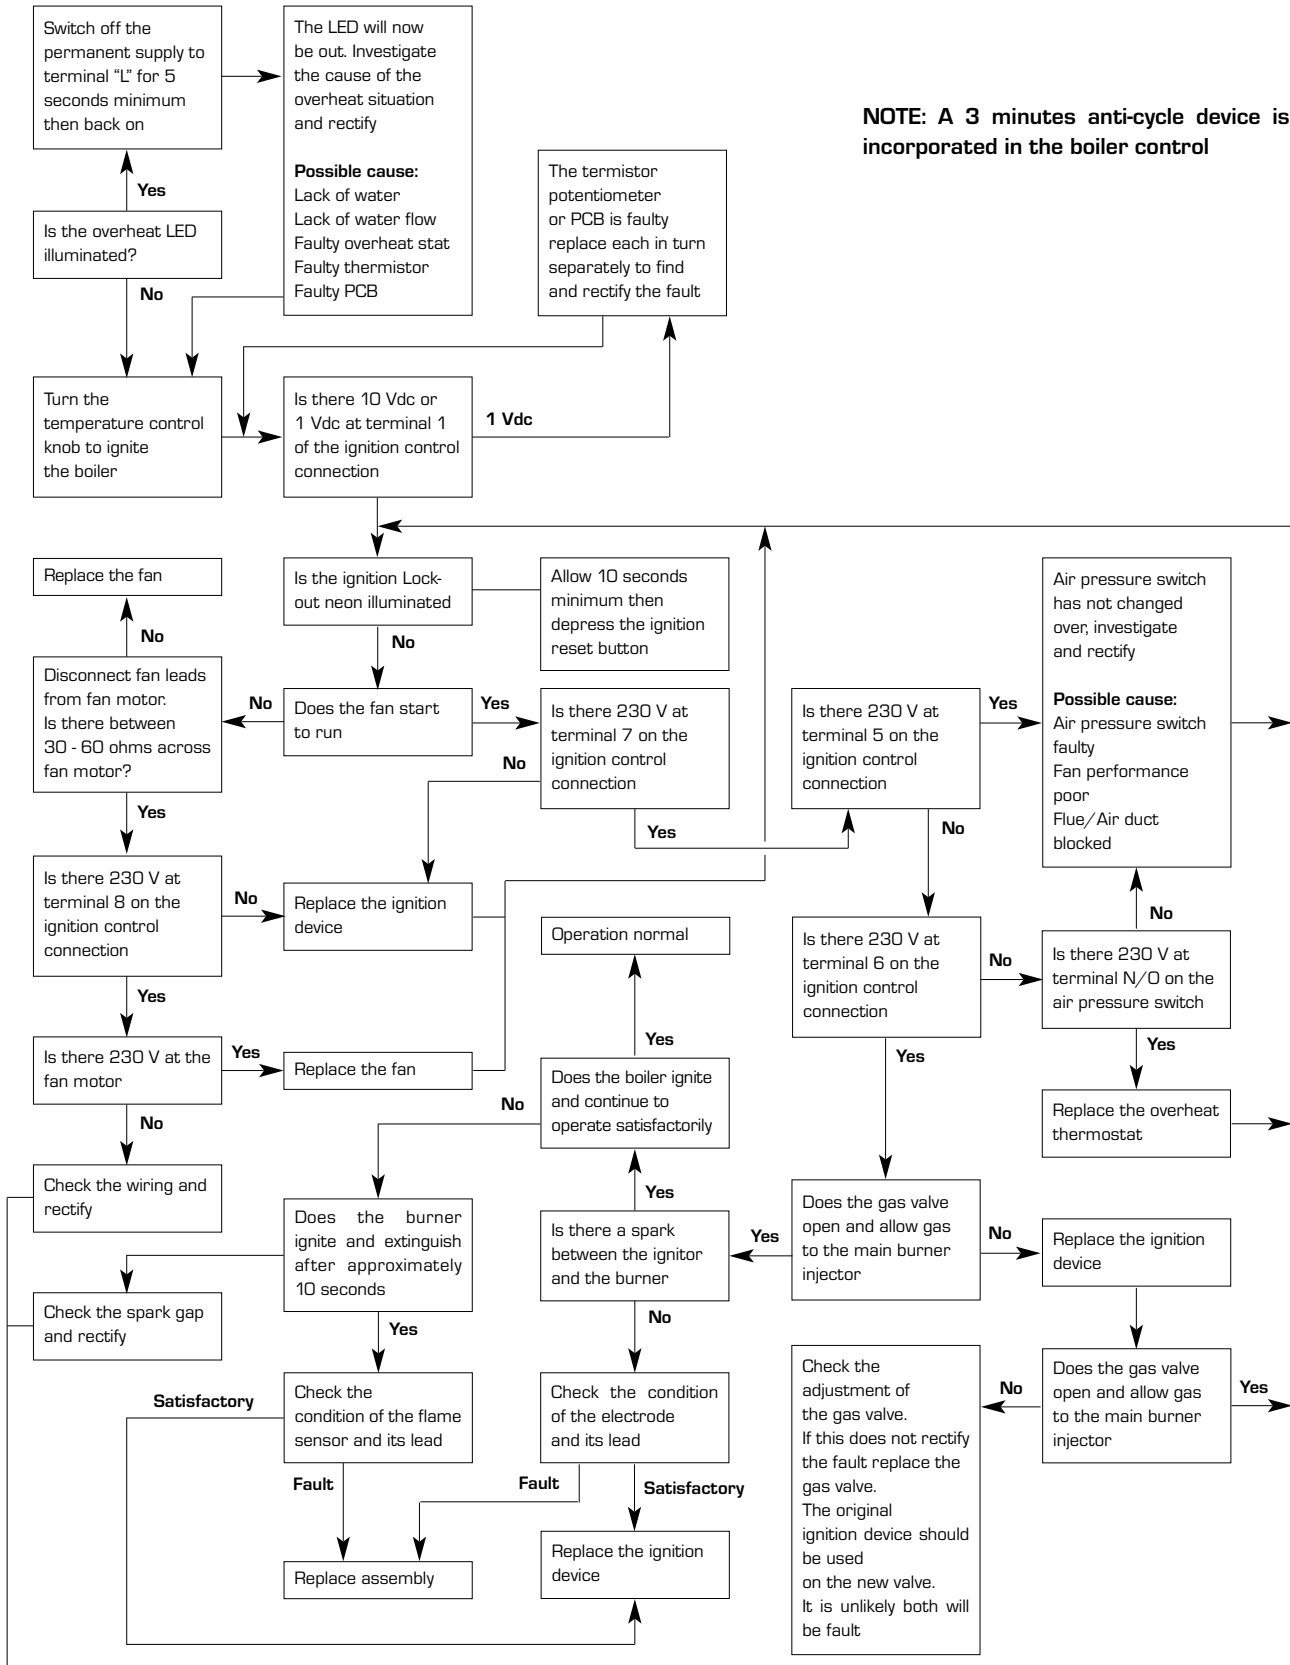 Switch off the
permanent supply to
terminal “L” for 5
seconds minimum
then back on
The LED will now
be out. Investigate
the cause of the
overheat situation
and rectify
Possible cause:
Lack of water
Lack of water flow
Faulty overheat stat
Faulty thermistor
Faulty PCB
NOTE: A 3 minutes anti-cycle device is
incorporated in the boiler control
The termistor
potentiometer
or PCB is faulty
replace each in turn
separately to find
and rectify the fault
Yes
Is the overheat LED
illuminated?
No
Turn the
temperature control
knob to ignite
the boiler
Is there 10 Vdc or
1 Vdc at terminal 1
of the ignition control
connection
1 Vdc
Replace the fan
Is the ignition Lock-
out neon illuminated
Allow 10 seconds
minimum then
depress the ignition
reset button
Air pressure switch
has not changed
over, investigate
and rectify
Possible cause:
Air pressure switch
faulty
Fan performance
poor
Flue/Air duct
blocked
No
No
Disconnect fan leads
from fan motor.
Is there between
30 - 60 ohms across
fan motor?
No
Does the fan start
to run
Yes
Is there 230 V at
terminal 7 on the
ignition control
connection
Is there 230 V at
terminal 5 on the
ignition control
connection
Yes
No
Yes
Yes
No
Is there 230 V at
terminal 8 on the
ignition control
connection
No
Replace the ignition
device
Operation normal
Is there 230 V at
terminal 6 on the
ignition control
connection
No
No
Is there 230 V at
terminal N/O on the
air pressure switch
Yes
Is there 230 V at the
fan motor
Yes
Replace the fan
Yes
Does the boiler ignite
and continue to
operate satisfactorily
No
Yes
Yes
Replace the overheat
thermostat
No
Check the wiring and
rectify
Does the burner
ignite and extinguish
after approximately
10 seconds
Yes
Is there a spark
between the ignitor
and the burner
Yes
Does the gas valve
open and allow gas
to the main burner
injector
No
Replace the ignition
device
Check the spark gap
and rectify
Yes
No
Satisfactory
Check the
condition of the flame
sensor and its lead
Check the condition
of the electrode
and its lead
Check the
adjustment of
the gas valve.
If this does not rectify
the fault replace the
gas valve.
The original
ignition device should
be used
on the new valve.
It is unlikely both will
be fault
No
Does the gas valve
open and allow gas
to the main burner
injector
Yes
Fault
Fault
Satisfactory
Replace assembly
Replace the ignition
device